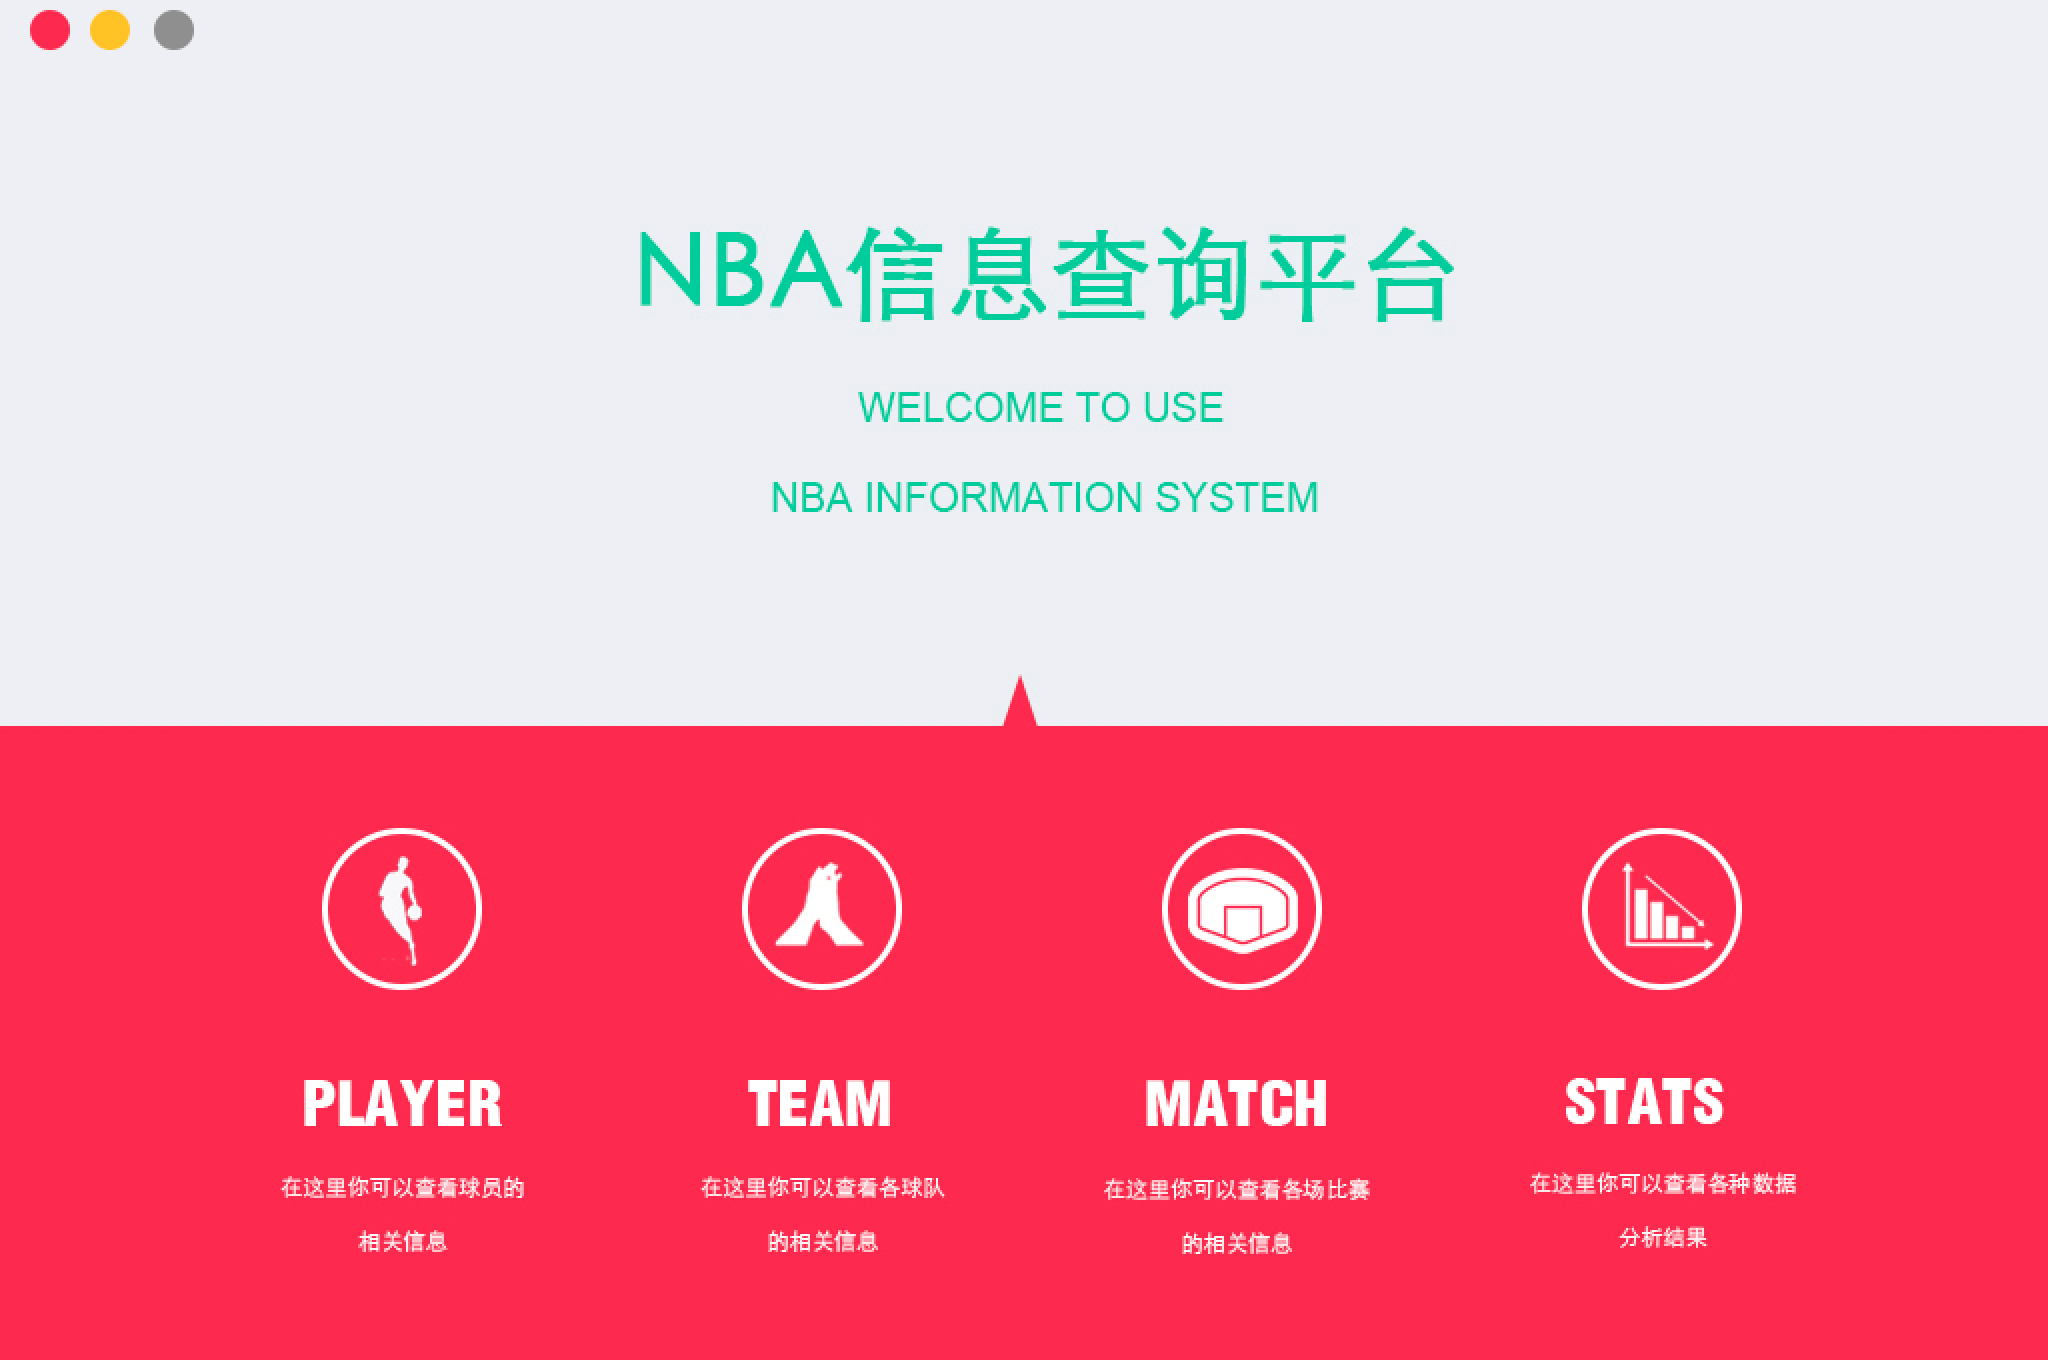 NBA信息查询平台
WELCOME TO USE
NBA INFORMATION SYSTEM
PLAYER
在这里你可以查看球员的
相关信息
TEAM
在这里你可以查看各球队
的相关信息
MATCH
在这里你可以查看各场比赛
的相关信息
STATS
在这里你可以查看各种数据
分析结果